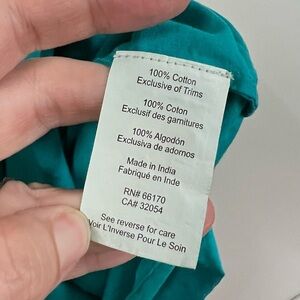 100% Cotton
Exclusive of Trims
100% Coton
Exclusif des garnitures
100% Algodón
Exclusiva de adornos
Made in India
Fabriqué en Inde
RN# 66170
CA# 32054
See reverse for care
Voir L'Inverse Pour Le Soin